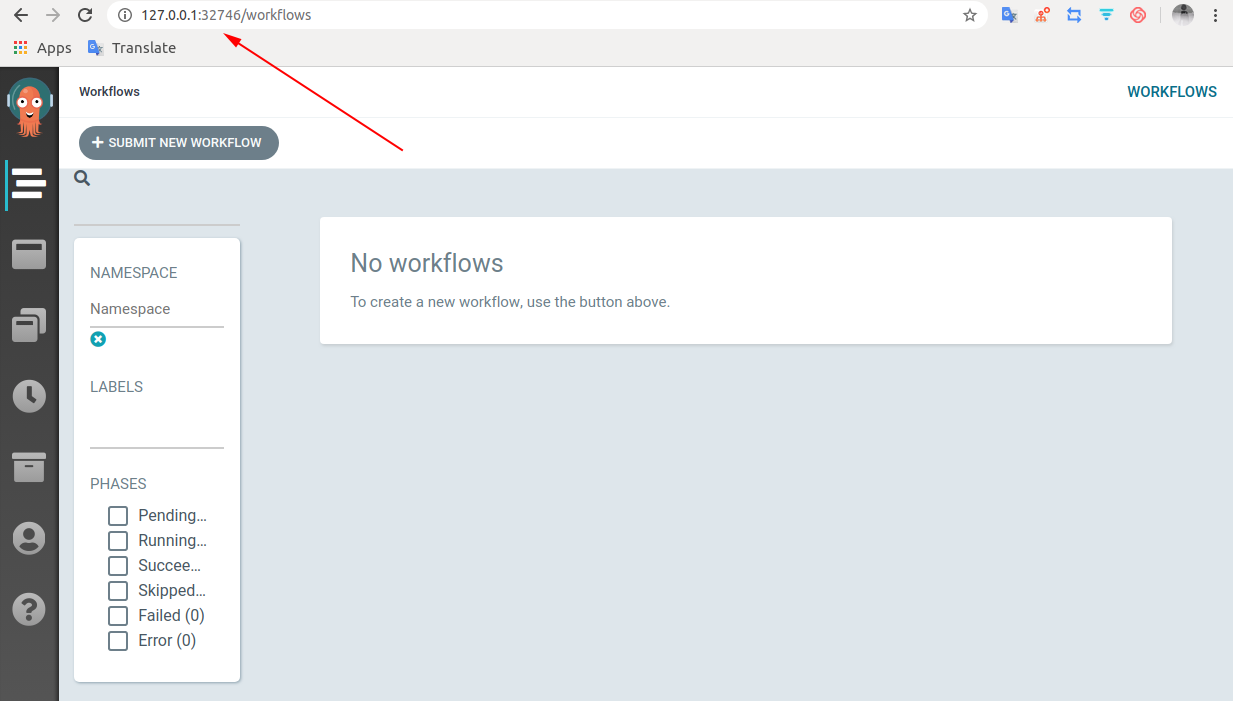 127.0.0.1:32746/workflows
Apps Translate
Workflows WORKFLOWS
SUBMIT NEW WORKFLOW
NAMESPACE
Namespace
LABELS
PHASES
Pending...
Running...
Succee...
Skipped...
Failed (0)
Error (0)
No workflows
To create a new workflow, use the button above.